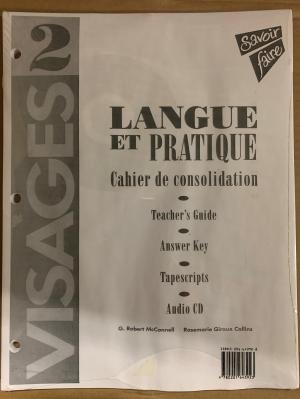 Savoir
faire
VISAGES 2
LANGUE
ET PRATIQUE
Cahier de consolidation
Teacher's Guide
Answer Key
Tapescripts
Audio CD
G. Robert McConnell Rosemarie Giroux Collins